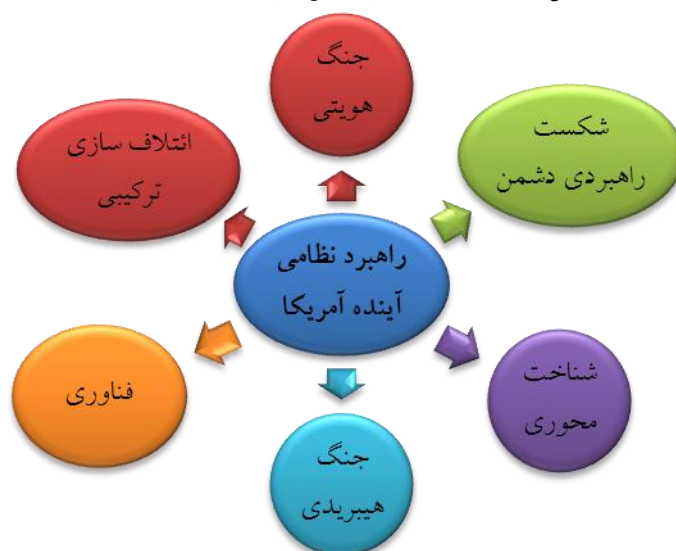 جنگ
هویتی
شکست
راهبردی دشمن
ائتلاف سازی
ترکیبی
راهبرد نظامی
آینده آمریکا
شناخت
محوری
فناوری
جنگ
هیبریدی